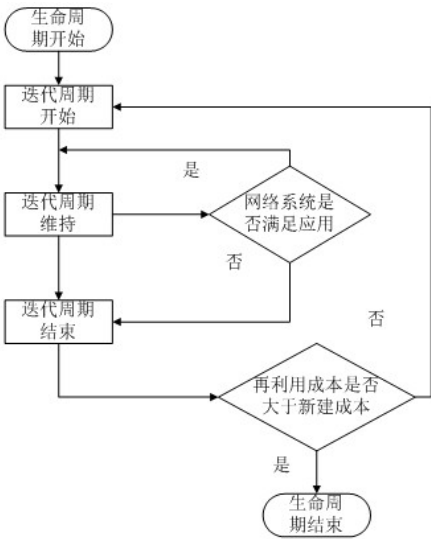 生命周
期开始
迭代周期
开始
是
迭代周期
维持
网络系统是
否满足应用
否
迭代周期
结束
否
再利用成本是否
大于新建成本
是
生命周
期结束